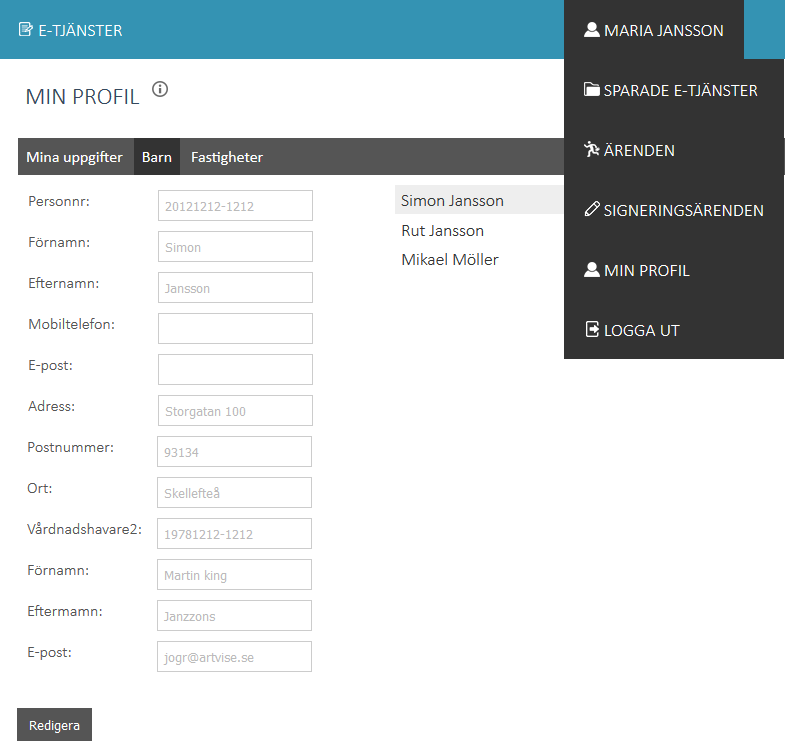 E-TJÄNSTER
MARIA JANSSON
SPARADE E-TJÄNSTER
ÄRENDEN
SIGNERINGSÄRENDEN
MIN PROFIL
LOGGA UT
MIN PROFIL
Mina uppgifter Barn Fastigheter
Personnr: 20121212-1212
Förnamn: Simon
Efternamn: Jansson
Mobiltelefon:
E-post:
Adress: Storgatan 100
Postnummer: 93134
Ort: Skellefteå
Vårdnadshavare2: 19781212-1212
Förnamn: Martin king
Eftermamn: Janzzons
E-post: jogr@artvise.se
Simon Jansson
Rut Jansson
Mikael Möller
Redigera